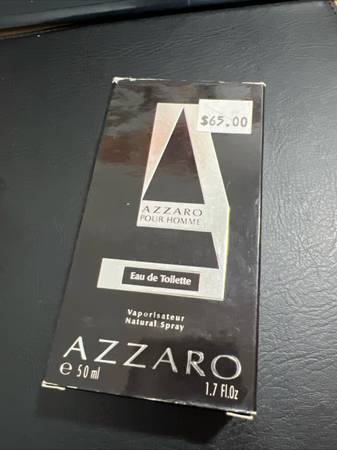 $65.00
AZZARO
POUR HOMME
Eau de Toilette
Vaporisateur
Natural Spray
AZZARO
e 50 ml 1.7 Fl.Oz